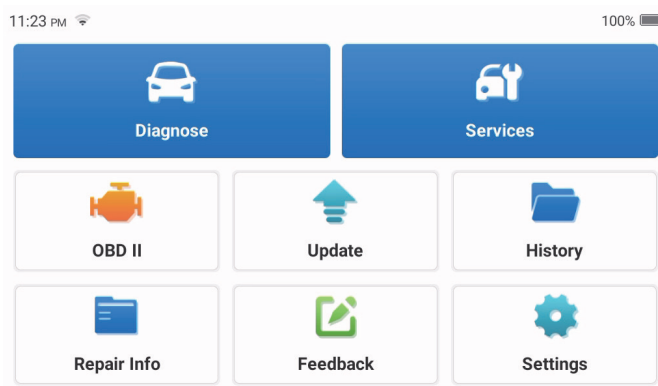 11:23 PM 100%
Diagnose Services
OBD II Update History
Repair Info Feedback Settings